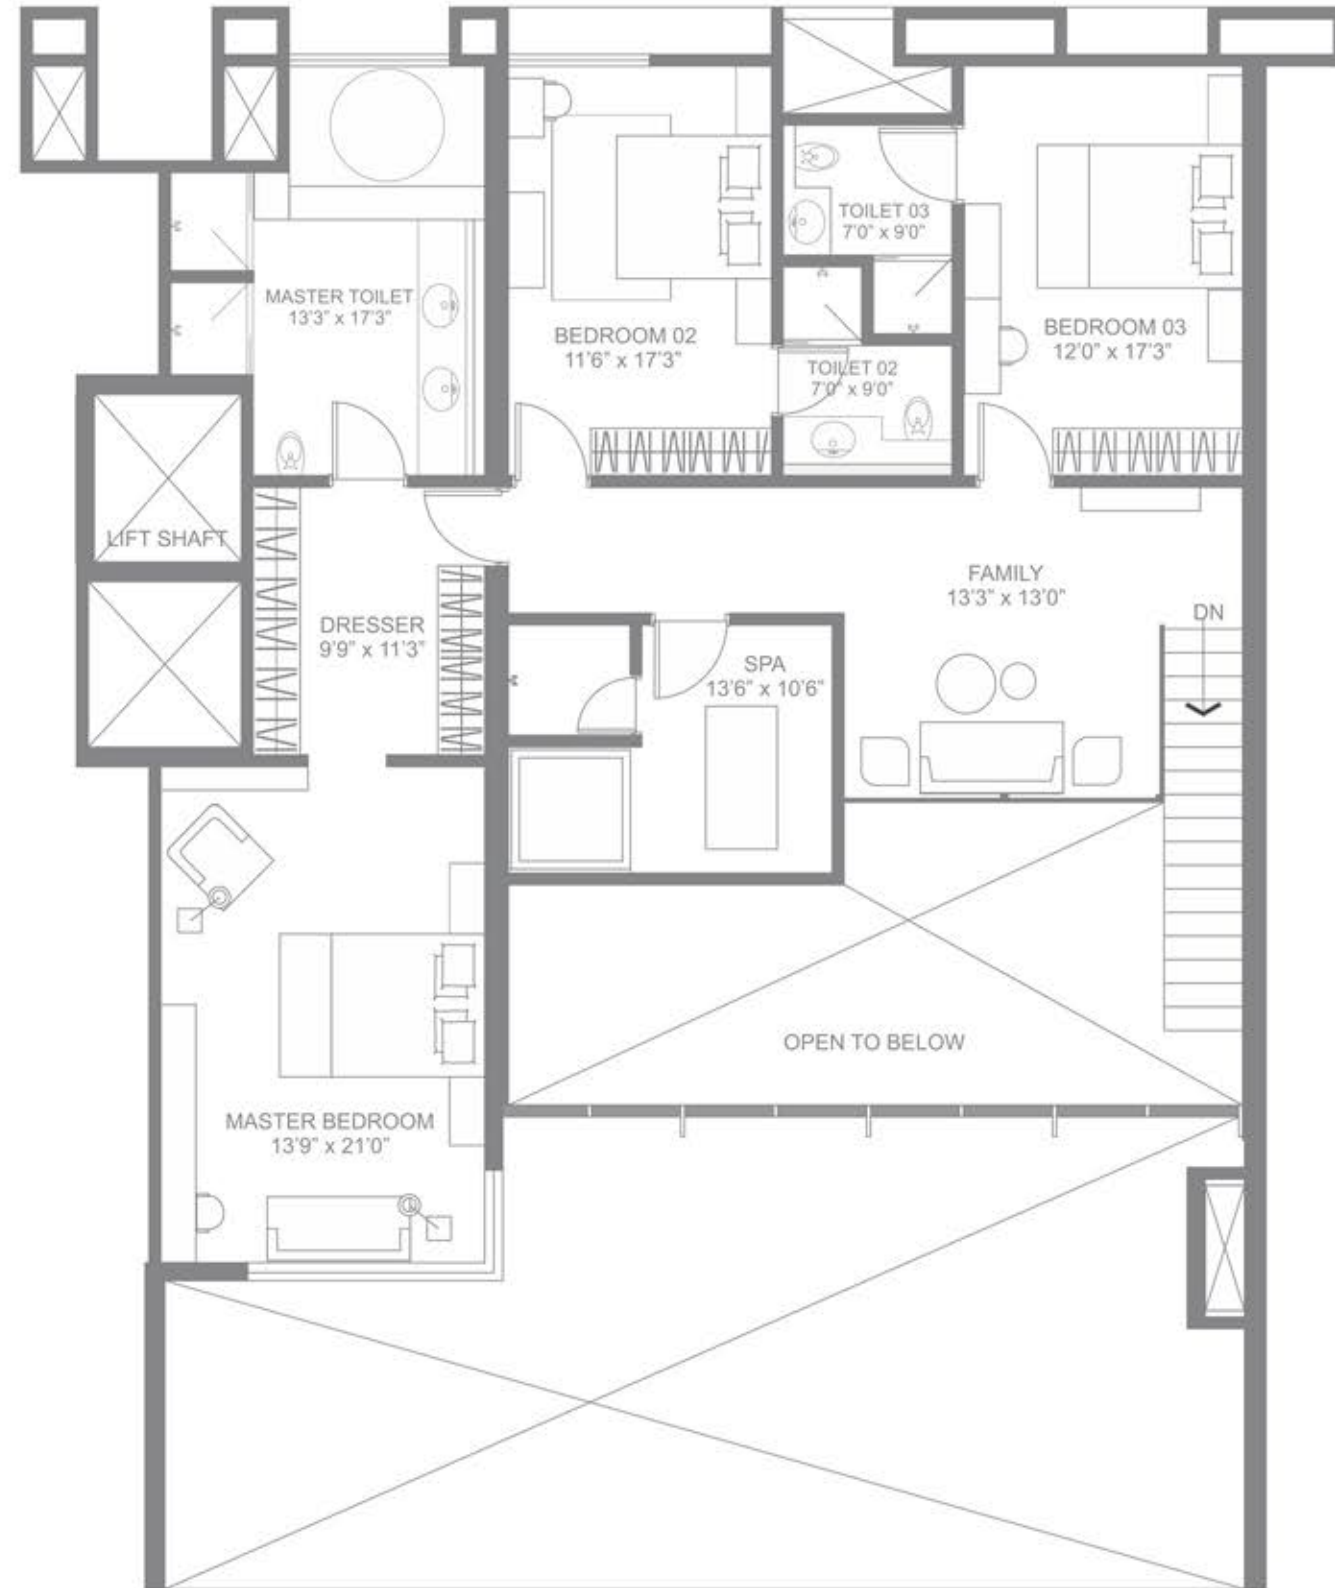 TOILET 03
7'0" x 9'0"
MASTER TOILET
13'3" x 17'3"
BEDROOM 02
11'6" x 17'3"
BEDROOM 03
12'0" x 17'3"
TOILET 02
7'0" x 9'0"
LIFT SHAFT
FAMILY
13'3" x 13'0"
DN
DRESSER
9'9" x 11'3"
SPA
13'6" x 10'6"
OPEN TO BELOW
MASTER BEDROOM
13'9" x 21'0"